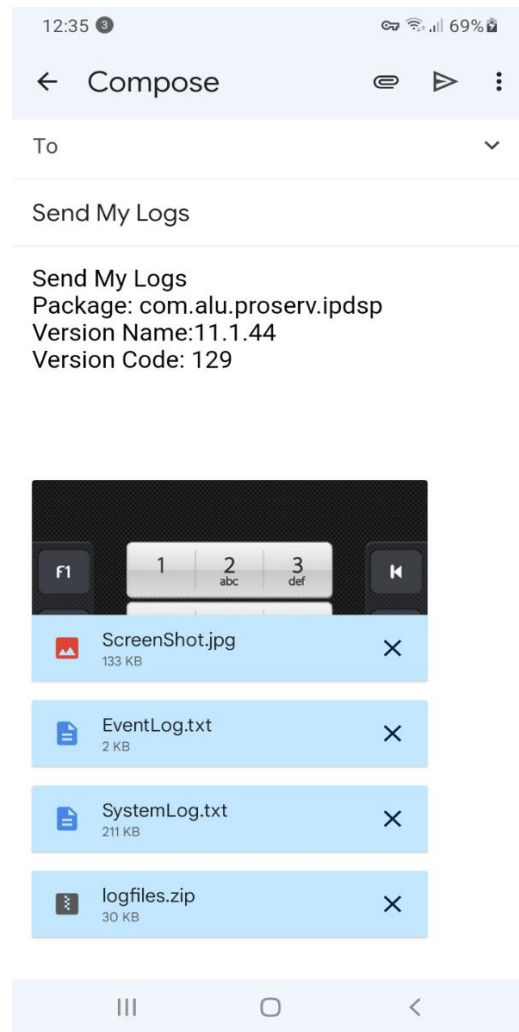 12:35 3 69%
Compose
To
Send My Logs
Send My Logs
Package: com.alu.proserv.ipdsp
Version Name:11.1.44
Version Code: 129
F1 1 2 3
abc def
ScreenShot.jpg
133 KB
EventLog.txt
2 KB
SystemLog.txt
211 KB
logfiles.zip
30 KB